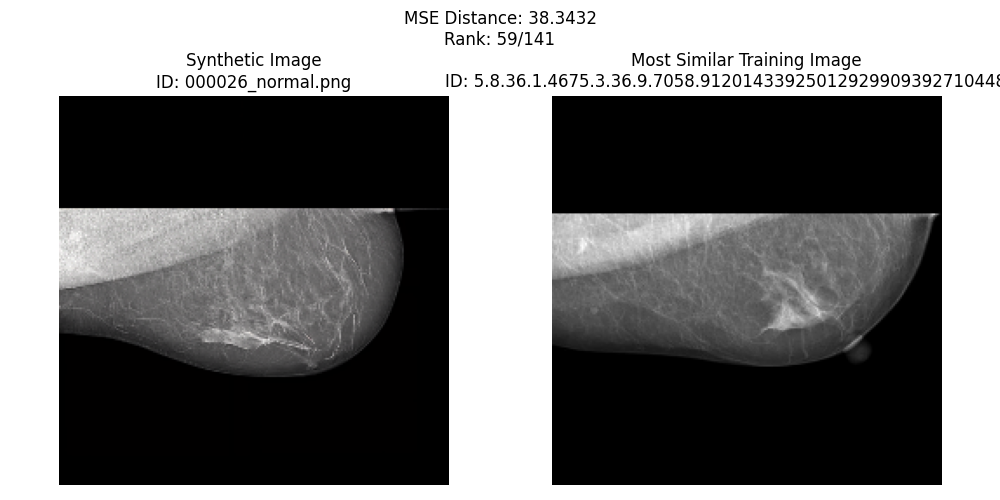 MSE Distance: 38.3432
Rank: 59/141
Synthetic Image
ID: 000026_normal.png
Most Similar Training Image
ID: 5.8.36.1.4675.3.36.9.7058.91201433925012929909392710448